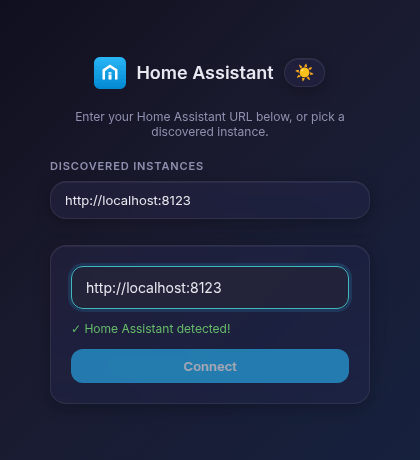 Home Assistant
Enter your Home Assistant URL below, or pick a
discovered instance.
DISCOVERED INSTANCES
http://localhost:8123
http://localhost:8123
✓ Home Assistant detected!
Connect